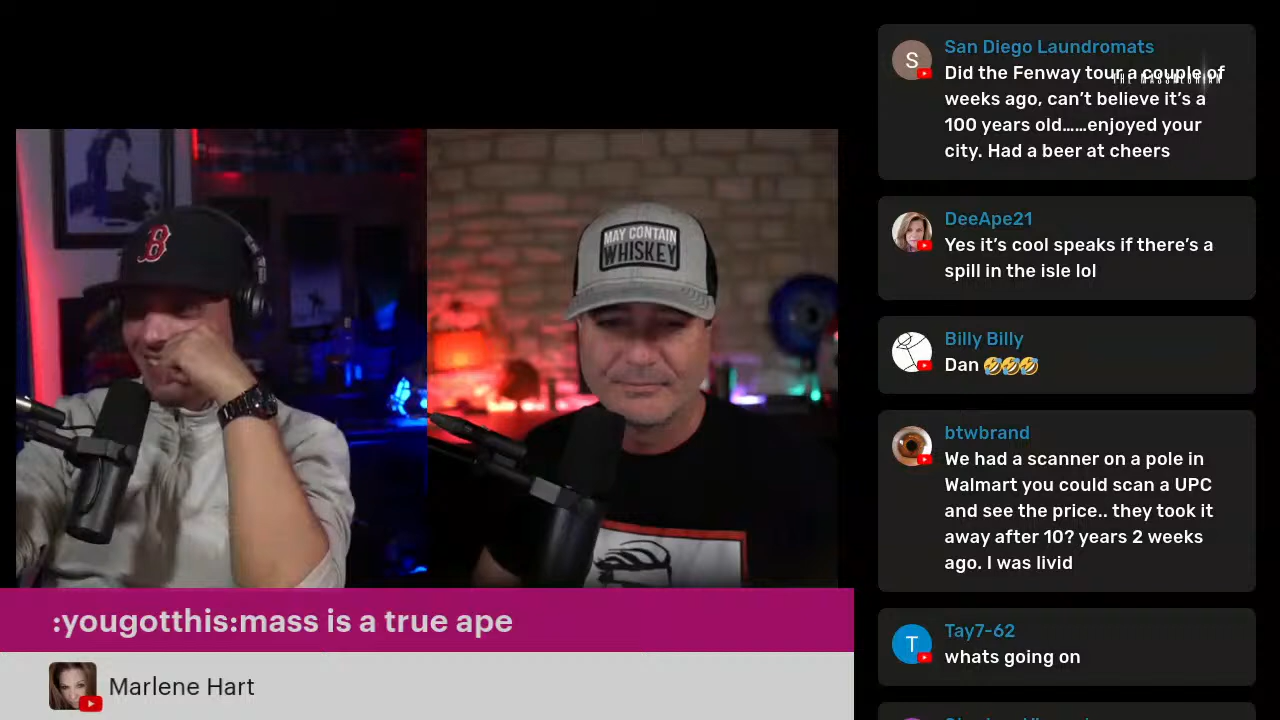 B
MAY CONTAIN
WHISKEY
:yougotthis:mass is a true ape
Marlene Hart
San Diego Laundromats
S
Did the Fenway tour a couple of
weeks ago, can’t believe it’s a
100 years old......enjoyed your
city. Had a beer at cheers
DeeApe21
Yes it’s cool speaks if there’s a
spill in the isle lol
Billy Billy
Dan 🤣🤣🤣
btwbrand
We had a scanner on a pole in
Walmart you could scan a UPC
and see the price.. they took it
away after 10? years 2 weeks
ago. I was livid
Tay7-62
T
whats going on